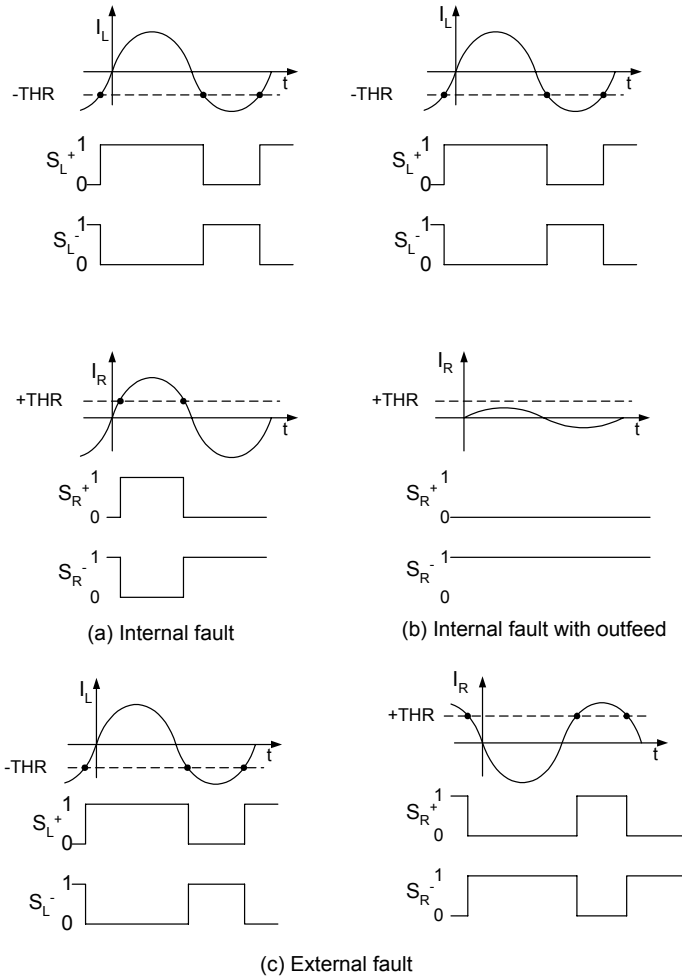 I_L
t
-THR
S_L^+ 1
0
S_L^- 1
0
I_R
+THR
t
S_R^+ 1
0
S_R^- 1
0
(a) Internal fault
I_L
t
-THR
S_L^+ 1
0
S_L^- 1
0
I_R
+THR
t
S_R^+ 1
0
S_R^- 1
0
(b) Internal fault with outfeed
I_L
t
-THR
S_L^+ 1
0
S_L^- 1
0
I_R
+THR
t
S_R^+ 1
0
S_R^- 1
0
(c) External fault